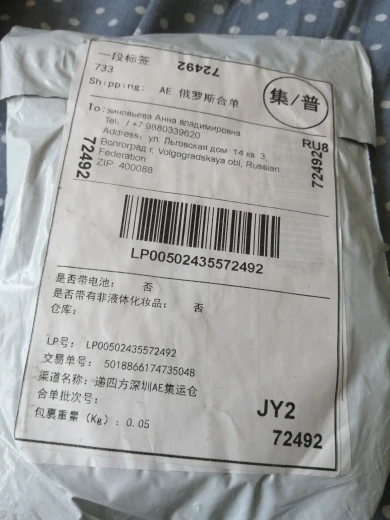 一段标签
733
72492
Shipping: AE 俄罗斯合单
集/普
To: зиновьева Анна владимировна
Tel: / +7 9880339620
Address: ул. Льговская дом 14 кв 3,
Волгоград г, Volgogradskaya obl, Russian
Federation
ZIP: 400088
RU8
72492
72492
LP00502435572492
是否带电池: 否
是否带有非液体化妆品: 否
仓库:
LP号: LP00502435572492
交易单号: 5018866174735048
渠道名称: 递四方深圳AE集运仓
合单批次号:
包裹重量 (Kg): 0.05
JY2
72492